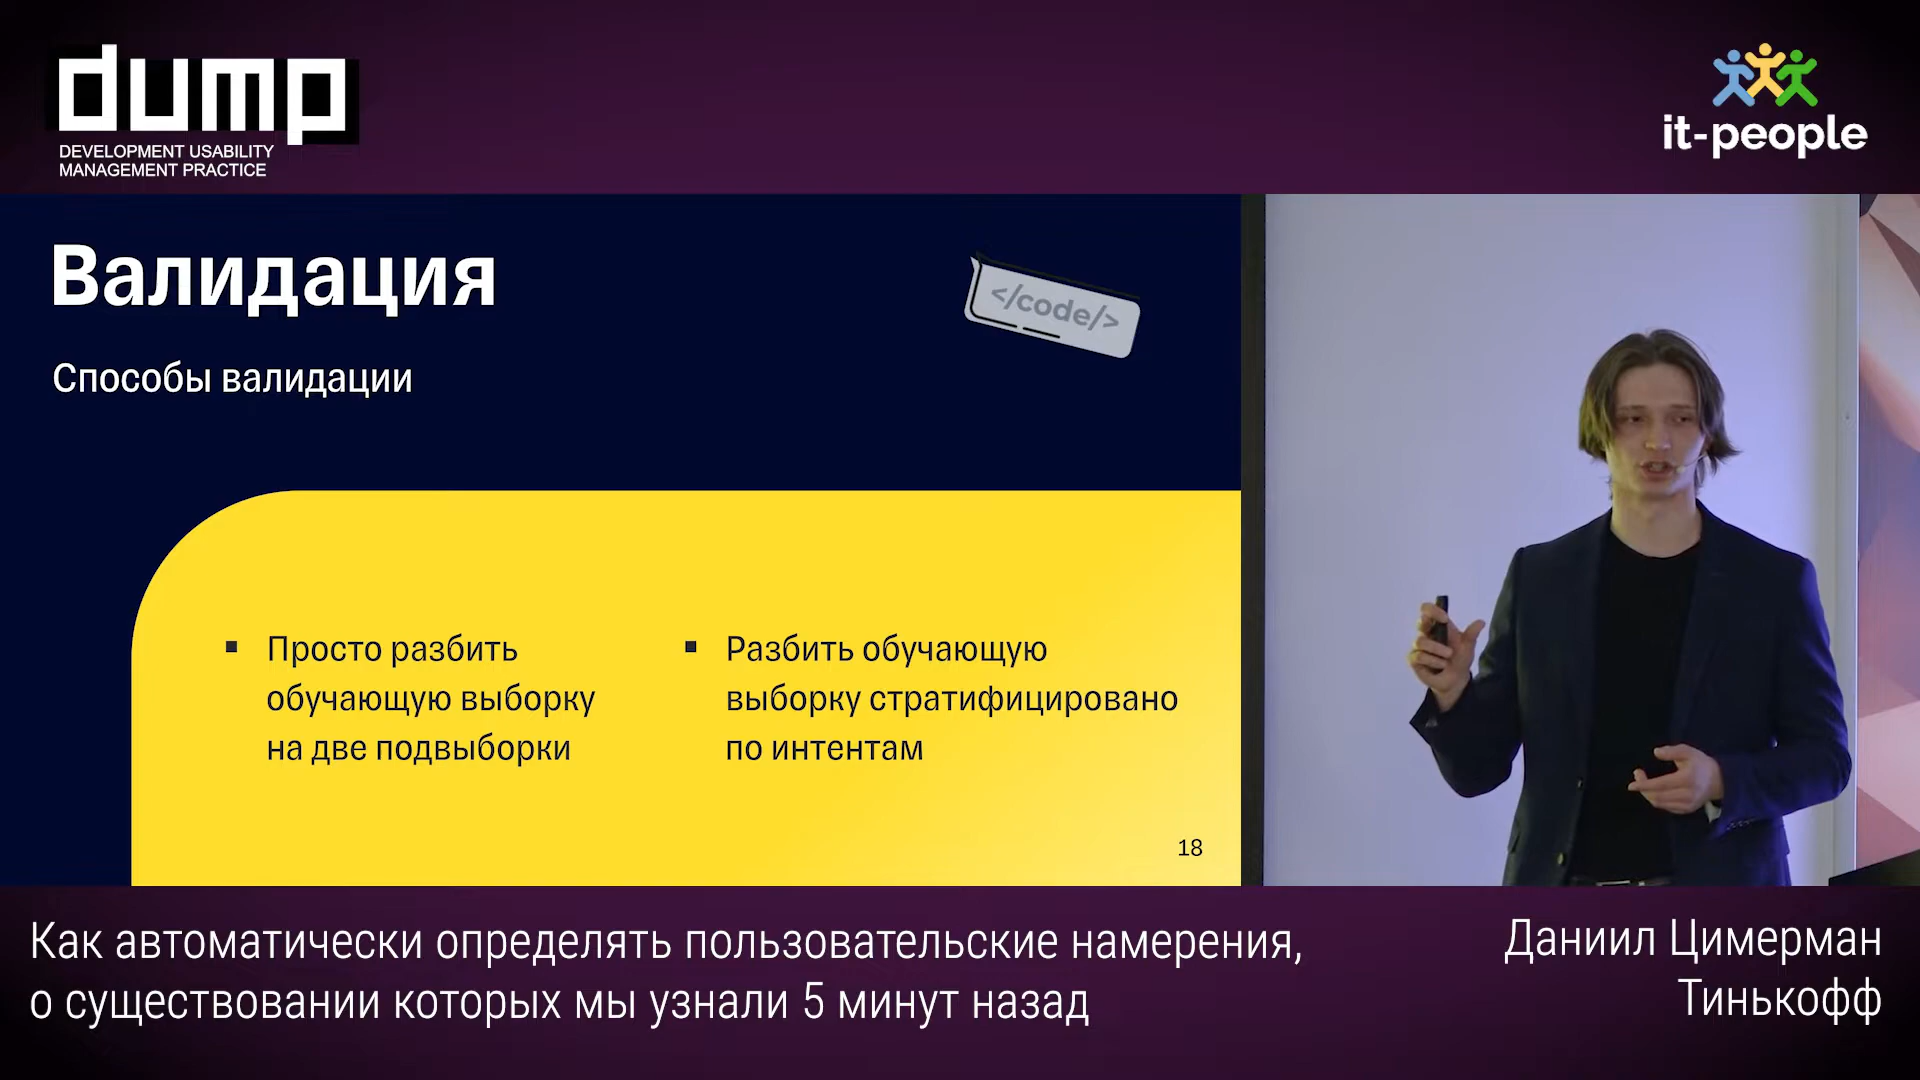 dump
DEVELOPMENT USABILITY
MANAGEMENT PRACTICE
it-people
Валидация
</code/>
Способы валидации
Просто разбить
обучающую выборку
на две подвыборки
Разбить обучающую
выборку стратифицировано
по интентам
18
Как автоматически определять пользовательские намерения,
о существовании которых мы узнали 5 минут назад
Даниил Цимерман
Тинькофф